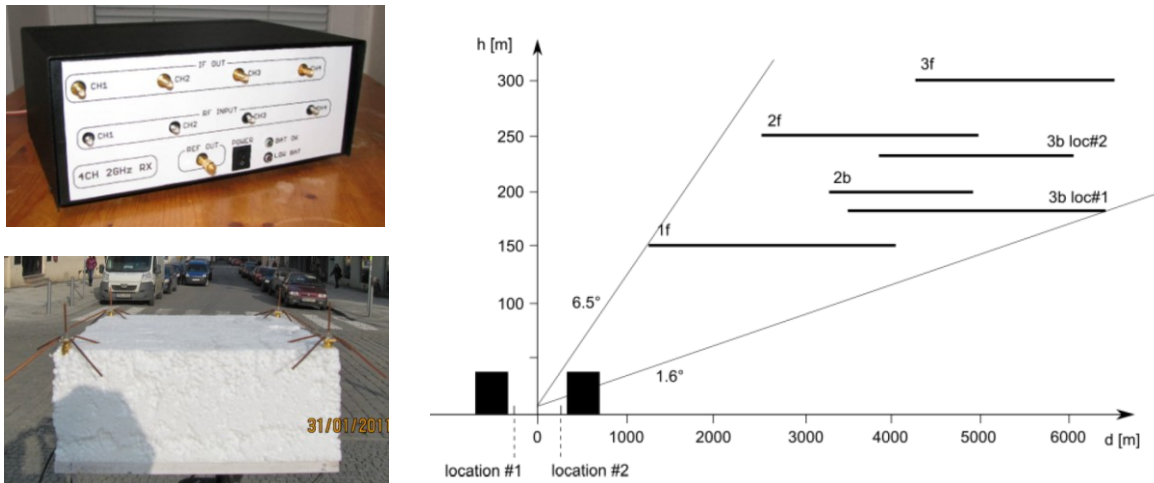 IF OUT
CH1 CH2 CH3 CH4
RF INPUT
CH1 CH2 CH3 CH4
REF OUT POWER BAT OK
LOW BAT
4CH 2GHz RX
31/01/2011
h [m]
300
250
200
150
100
3f
2f
3b loc#2
2b
3b loc#1
1f
6.5°
1.6°
0 1000 2000 3000 4000 5000 6000 d [m]
location #1 location #2